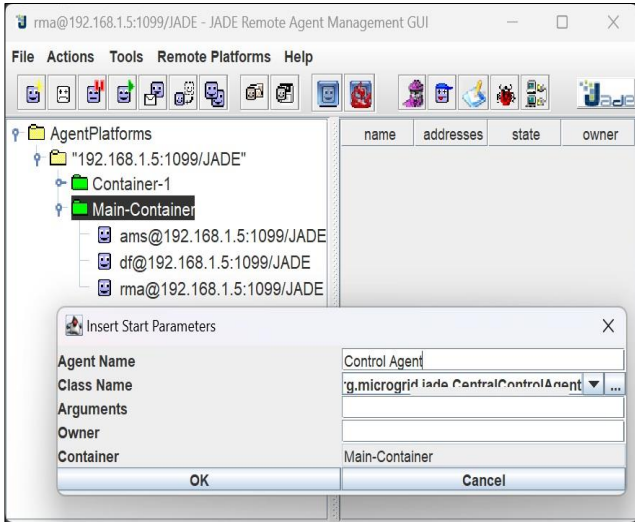 rma@192.168.1.5:1099/JADE - JADE Remote Agent Management GUI
File Actions Tools Remote Platforms Help
Jade
AgentPlatforms
name addresses state owner
"192.168.1.5:1099/JADE"
Container-1
Main-Container
ams@192.168.1.5:1099/JADE
df@192.168.1.5:1099/JADE
rma@192.168.1.5:1099/JADE
Insert Start Parameters
Agent Name Control Agent
Class Name rg.microgrid.jade.CentralControlAgent ...
Arguments
Owner
Container Main-Container
OK Cancel